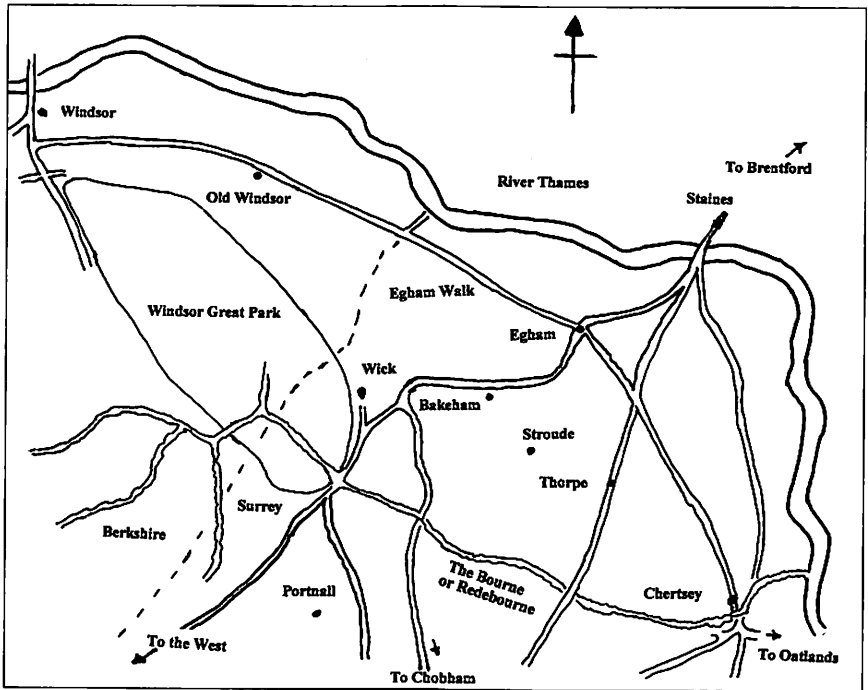 Windsor
To Brentford
River Thames
Staines
Old Windsor
Egham Walk
Windsor Great Park
Egham
Wick
Bakeham
Stroude
Thorpe
Surrey
Berkshire
The Bourne
or Redebourne
Chertsey
Portnall
To the West
To Oatlands
To Chobham